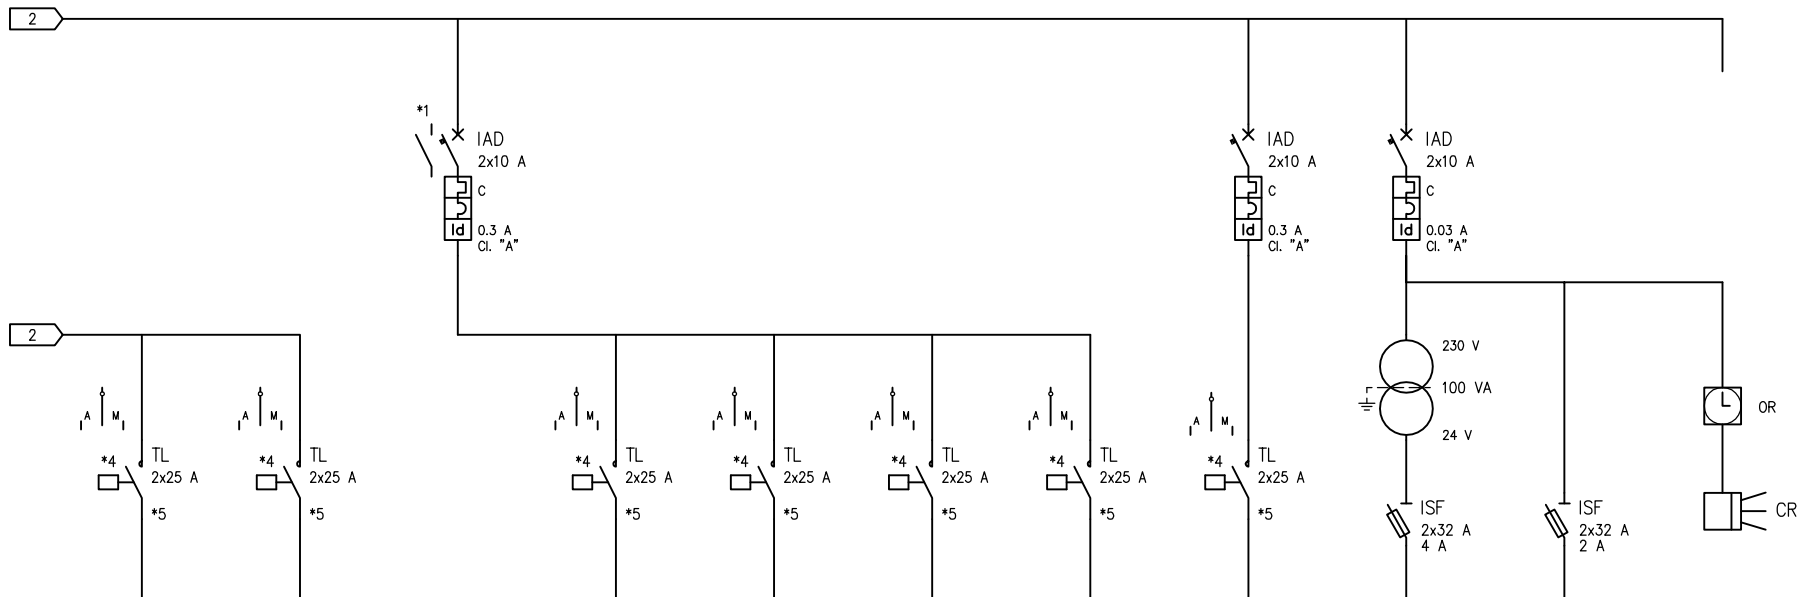 2
*1
IAD
2x10 A
C
Id
0.3 A
Cl. "A"
IAD
2x10 A
C
Id
0.3 A
Cl. "A"
IAD
2x10 A
C
Id
0.03 A
Cl. "A"
2
A M
*4
TL
2x25 A
*5
A M
*4
TL
2x25 A
*5
A M
*4
TL
2x25 A
*5
A M
*4
TL
2x25 A
*5
A M
*4
TL
2x25 A
*5
A M
*4
TL
2x25 A
*5
A M
*4
TL
2x25 A
*5
230 V
100 VA
24 V
ISF
2x32 A
4 A
ISF
2x32 A
2 A
OR
CR